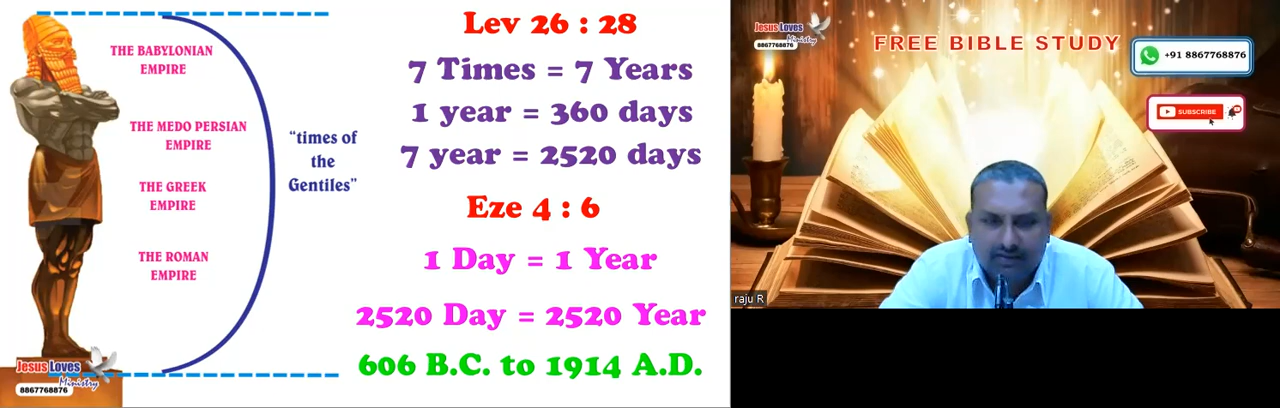 THE BABYLONIAN
EMPIRE
THE MEDO PERSIAN
EMPIRE
THE GREEK
EMPIRE
THE ROMAN
EMPIRE
"times of
the
Gentiles"
Jesus Loves
Ministry
8867768876
Lev 26 : 28
7 Times = 7 Years
1 year = 360 days
7 year = 2520 days
Eze 4 : 6
1 Day = 1 Year
2520 Day = 2520 Year
606 B.C. to 1914 A.D.
Jesus Loves
Ministry
8867768876
FREE BIBLE STUDY
+91 8867768876
SUBSCRIBE
raju R